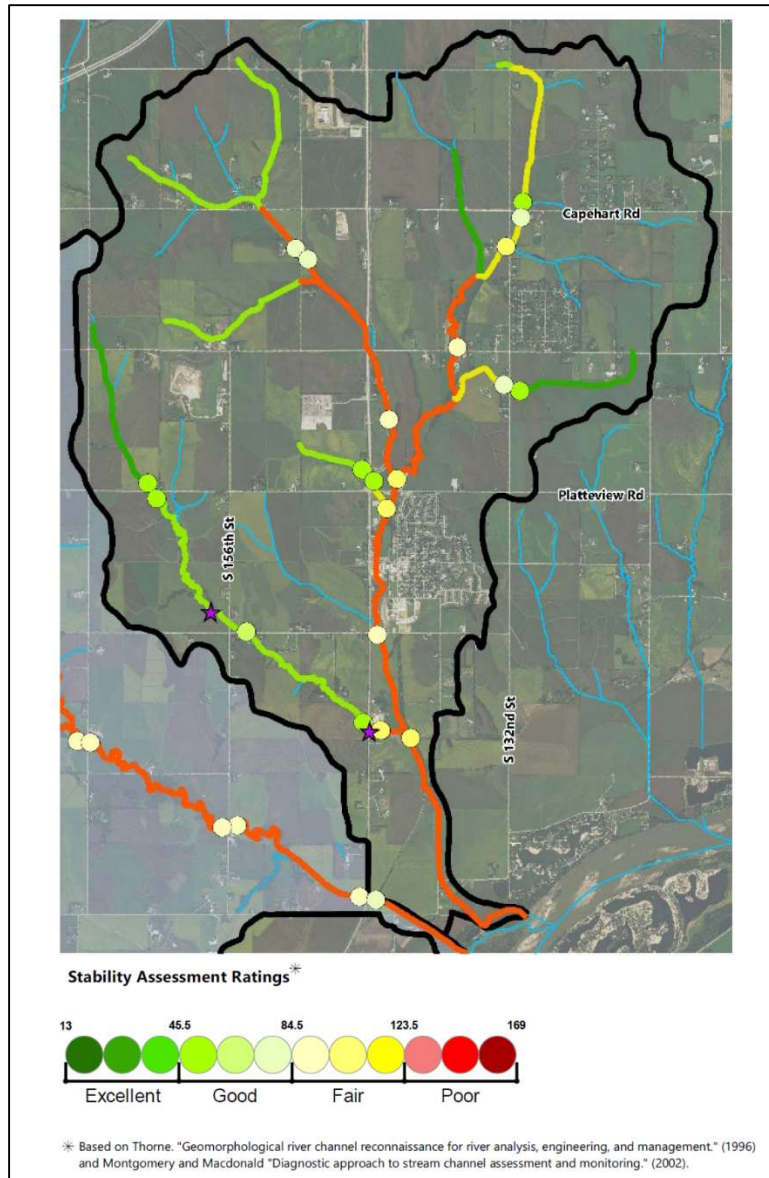 Capehart Rd
Platteview Rd
S 156th St
S 132nd St
Stability Assessment Ratings✳
13 45.5 84.5 123.5 169
Excellent Good Fair Poor
✳ Based on Thorne. "Geomorphological river channel reconnaissance for river analysis, engineering, and management." (1996)
and Montgomery and Macdonald "Diagnostic approach to stream channel assessment and monitoring." (2002).